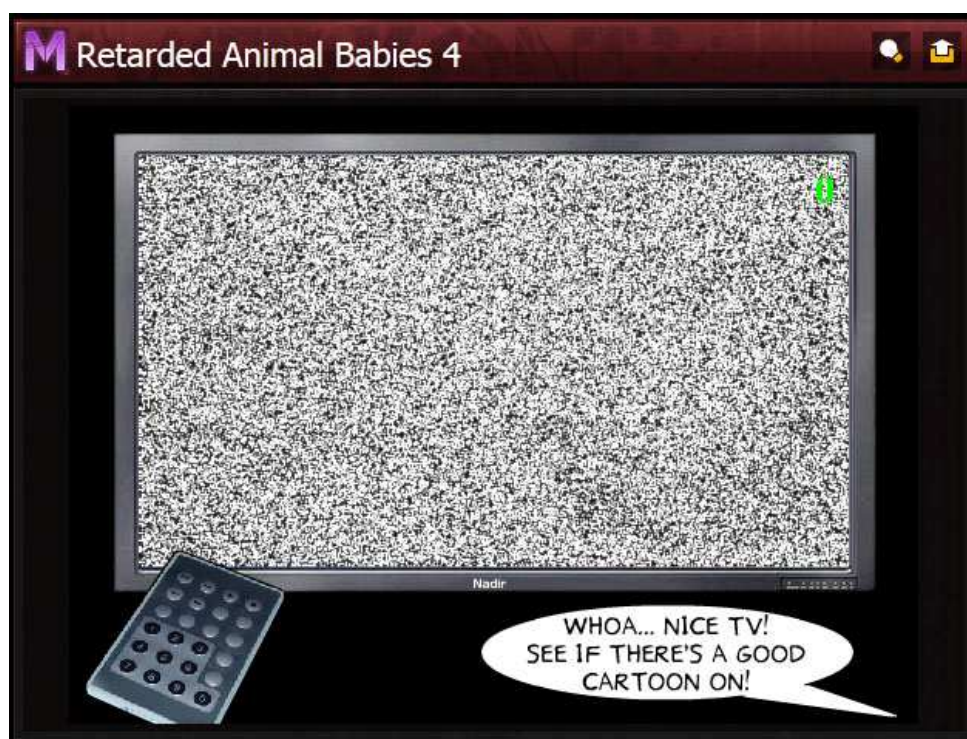 M Retarded Animal Babies 4
0
Nadir
WHOA... NICE TV!
SEE IF THERE'S A GOOD
CARTOON ON!